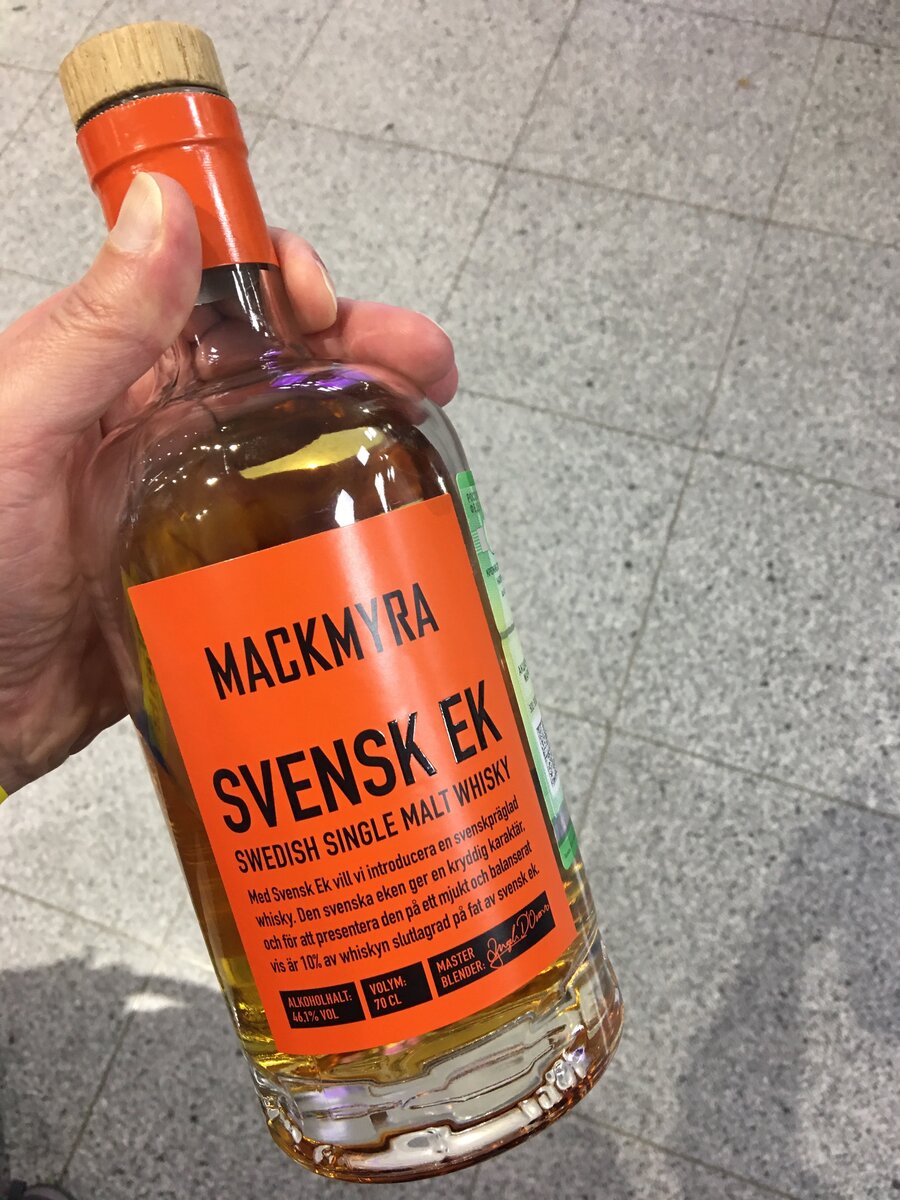 MACKMYRA
SVENSK EK
SWEDISH SINGLE MALT WHISKY
Med Svensk Ek vill vi introducera en svenskpräglad
whisky. Den svenska eken ger en kryddig karaktär,
och för att presentera den på ett mjukt och balanserat
vis är 10% av whiskyn slutlagrad på fat av svensk ek.
ALKOHOLHALT:
46,1% VOL
VOLYM:
70 CL
MASTER
BLENDER: